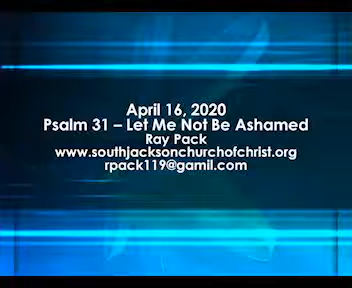 April 16, 2020
Psalm 31 – Let Me Not Be Ashamed
Ray Pack
www.southjacksonchurchofchrist.org
rpack119@gamil.com